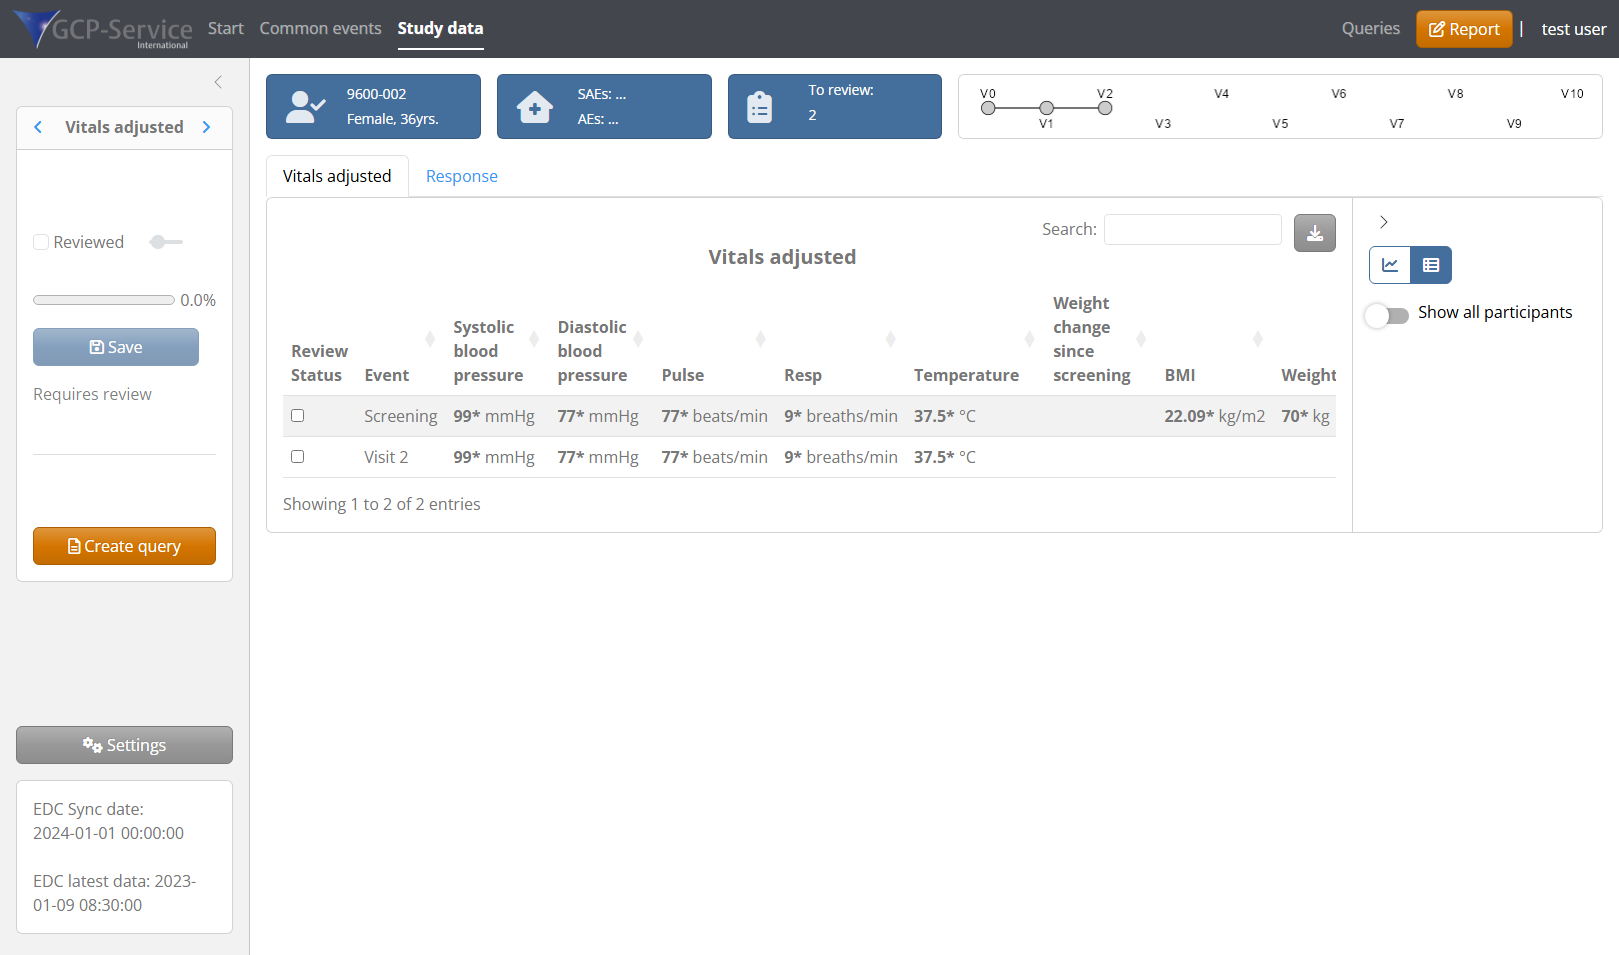 GCP-Service
International
Start
Common events
Study data
Queries
Report
|
test user
Vitals adjusted
Reviewed
0.0%
Save
Requires review
Create query
Settings
EDC Sync date:
2024-01-01 00:00:00
EDC latest data: 2023-
01-09 08:30:00
9600-002
Female, 36yrs.
SAEs: ...
AEs: ...
To review:
2
V0 V2 V4 V6 V8 V10
V1 V3 V5 V7 V9
Vitals adjusted
Response
Search:
Vitals adjusted
Review Status
Event
Systolic blood pressure
Diastolic blood pressure
Pulse
Resp
Temperature
Weight change since screening
BMI
Weight
Screening 99* mmHg 77* mmHg 77* beats/min 9* breaths/min 37.5* °C 22.09* kg/m2 70* kg
Visit 2 99* mmHg 77* mmHg 77* beats/min 9* breaths/min 37.5* °C
Showing 1 to 2 of 2 entries
Show all participants